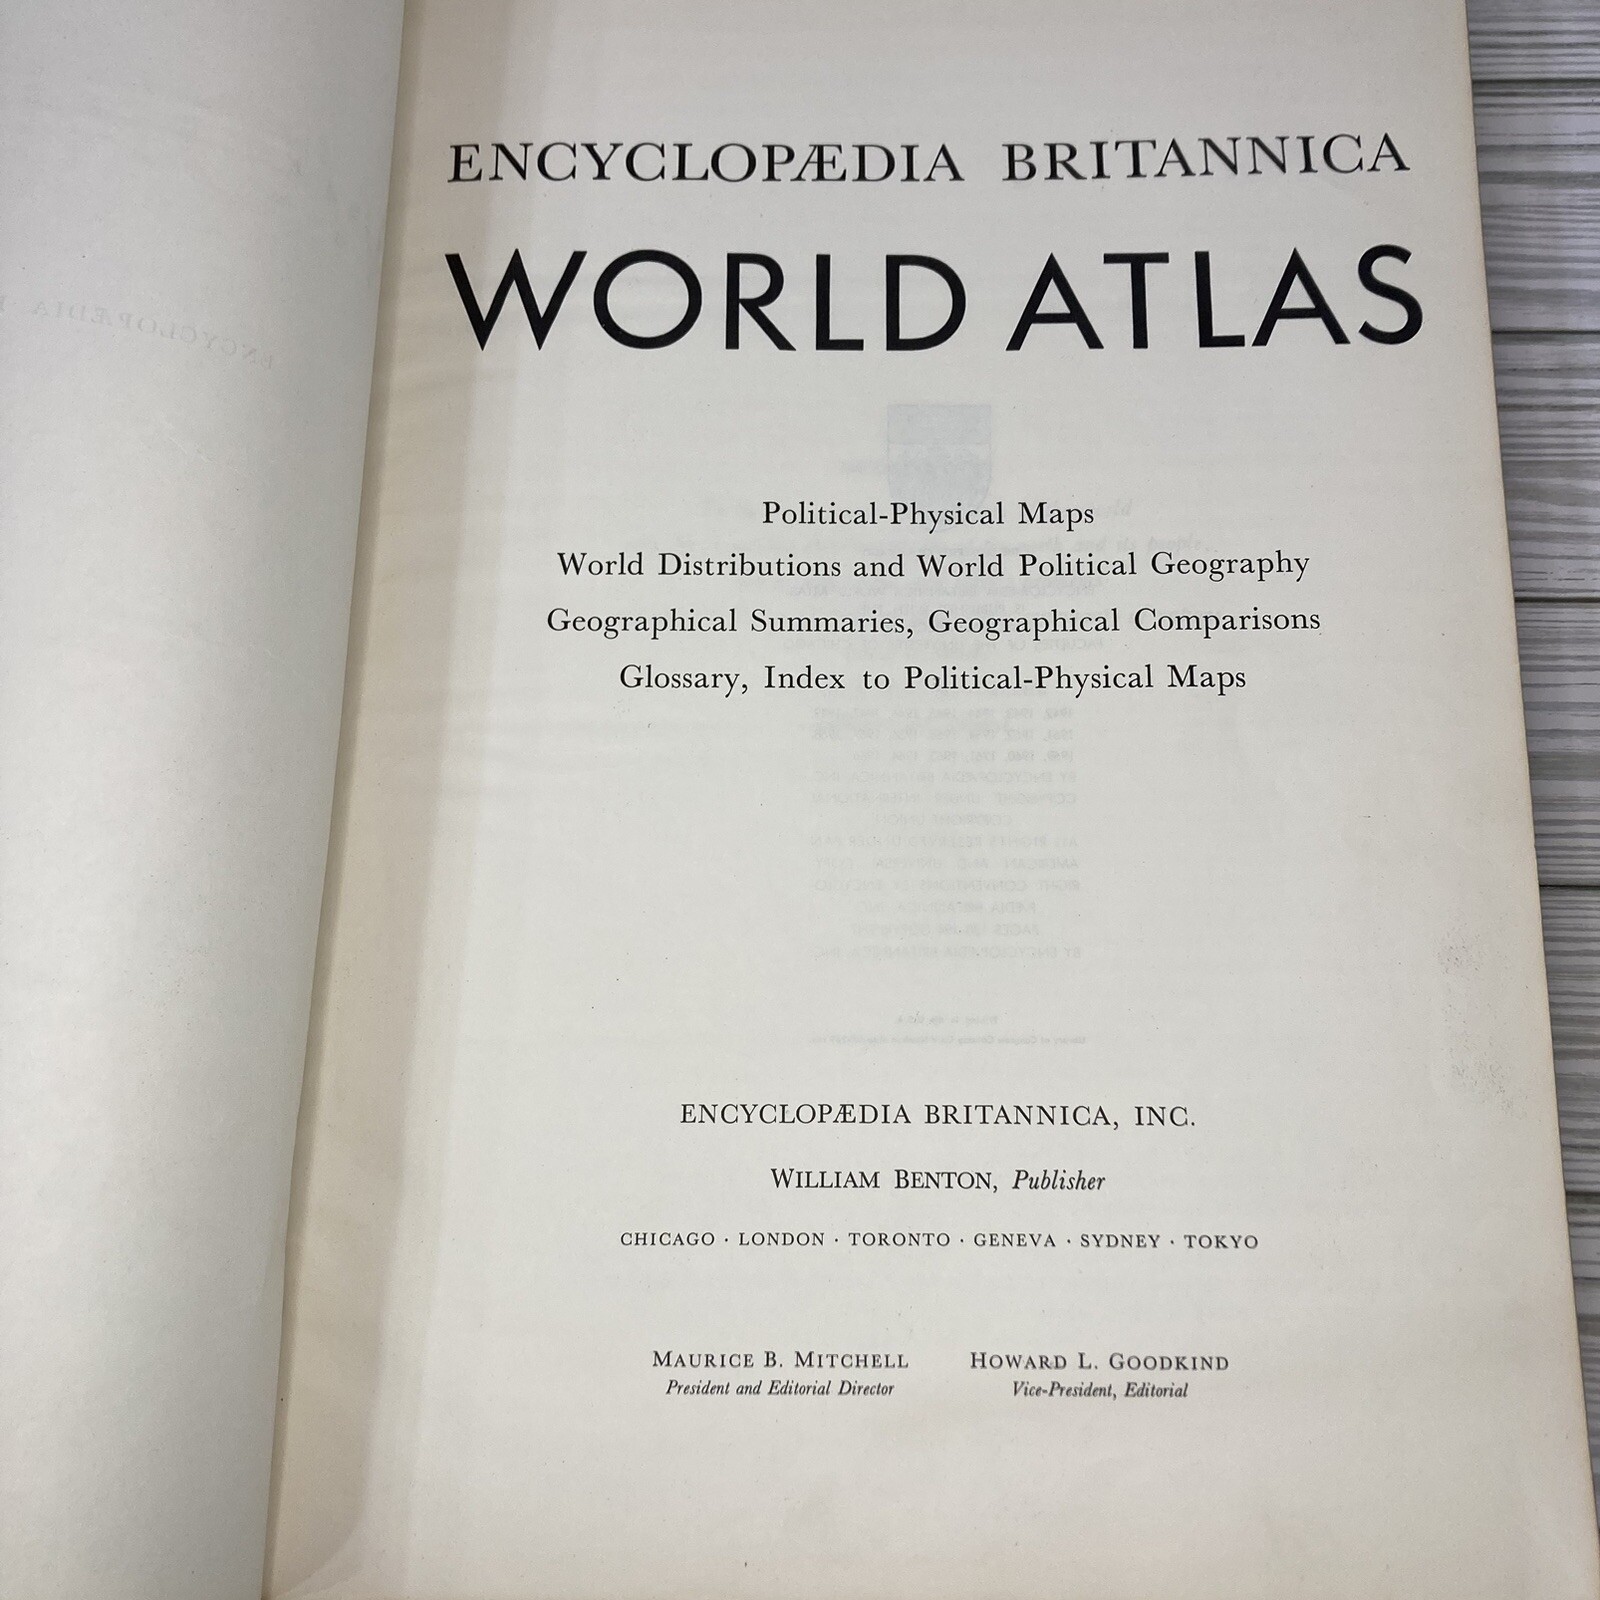 ENCYCLOPÆDIA BRITANNICA
WORLD ATLAS
Political-Physical Maps
World Distributions and World Political Geography
Geographical Summaries, Geographical Comparisons
Glossary, Index to Political-Physical Maps
ENCYCLOPÆDIA BRITANNICA, INC.
WILLIAM BENTON, Publisher
CHICAGO · LONDON · TORONTO · GENEVA · SYDNEY · TOKYO
MAURICE B. MITCHELL
President and Editorial Director
HOWARD L. GOODKIND
Vice-President, Editorial
ENCYCLOPÆDIA